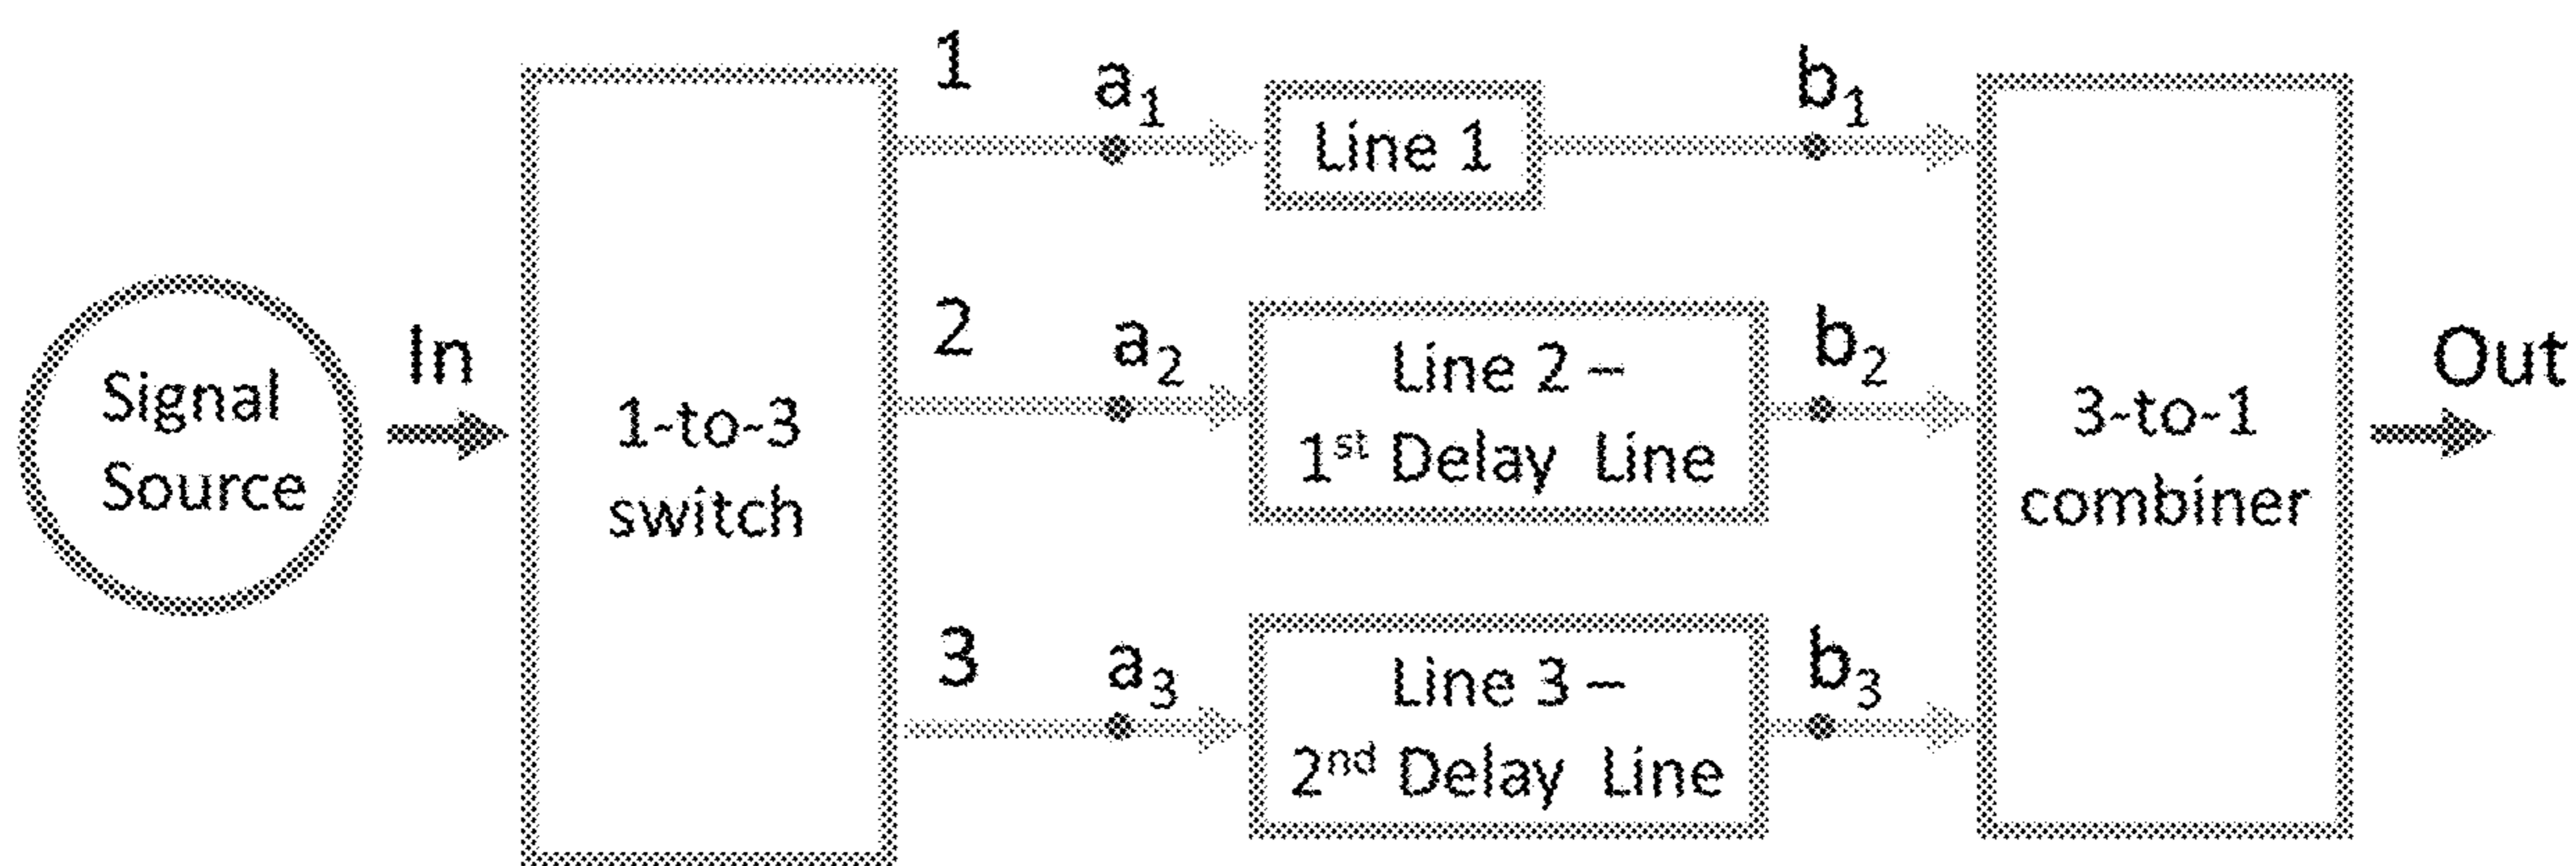 Signal
Source
In
1-to-3
switch
1
a₁
Line 1
b₁
2
a₂
Line 2 –
1ˢᵗ Delay Line
b₂
3
a₃
Line 3 –
2ⁿᵈ Delay Line
b₃
3-to-1
combiner
Out